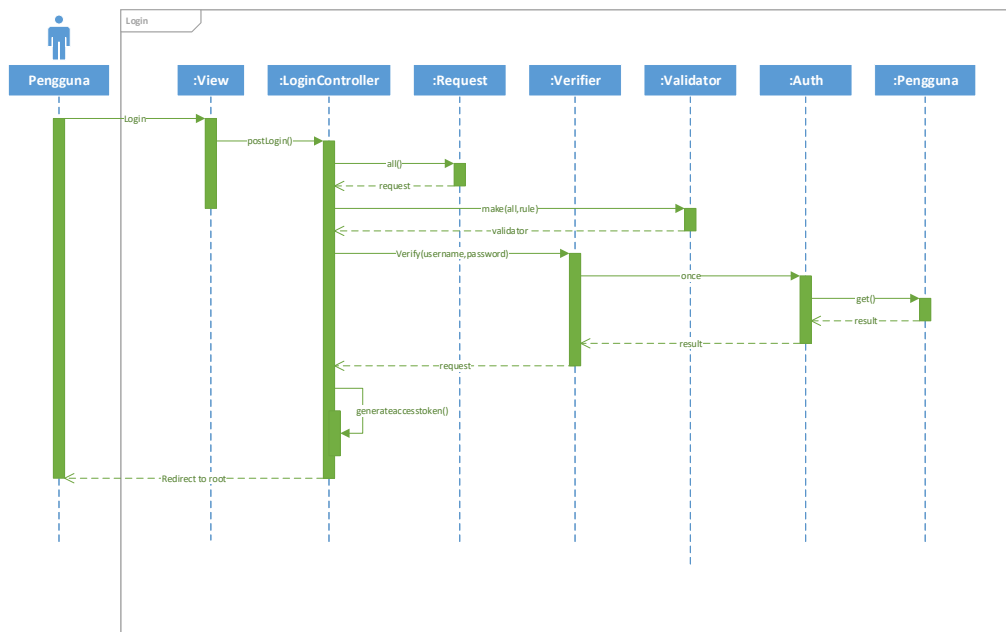 Login
Pengguna
:View
:LoginController
:Request
:Verifier
:Validator
:Auth
:Pengguna
Login
postLogin()
all()
request
make(all,rule)
validator
Verify(username,password)
once
get()
result
result
request
generateaccesstoken()
Redirect to root